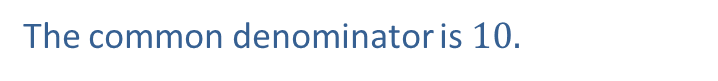 The common denominator is 10.